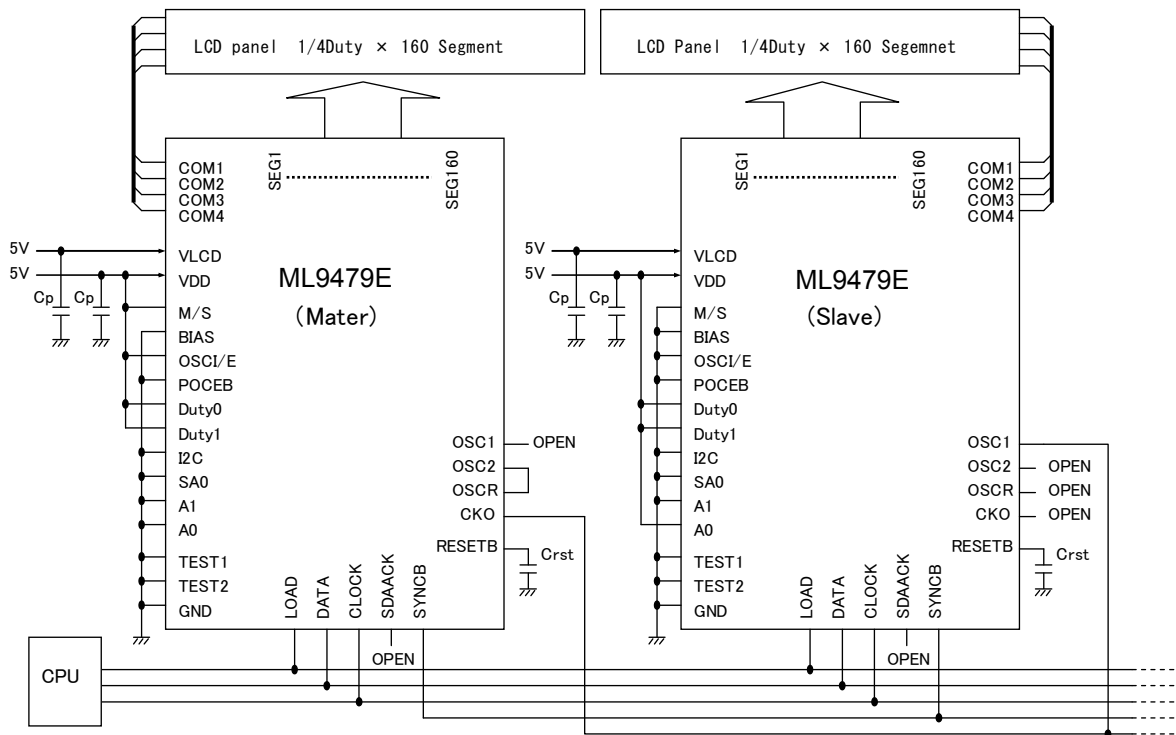 LCD panel 1/4Duty × 160 Segment
LCD Panel 1/4Duty × 160 Segemnet
COM1
COM2
COM3
COM4
SEG1
SEG160
5V
VLCD
5V
VDD
Cp
Cp
ML9479E
(Mater)
M/S
BIAS
OSCI/E
POCEB
Duty0
Duty1
I2C
SA0
A1
A0
TEST1
TEST2
GND
OSC1
OPEN
OSC2
OSCR
CKO
RESETB
Crst
LOAD
DATA
CLOCK
SDAACK
SYNCB
OPEN
SEG1
SEG160
COM1
COM2
COM3
COM4
5V
VLCD
5V
VDD
Cp
Cp
ML9479E
(Slave)
M/S
BIAS
OSCI/E
POCEB
Duty0
Duty1
I2C
SA0
A1
A0
TEST1
TEST2
GND
OSC1
OSC2
OPEN
OSCR
OPEN
CKO
OPEN
RESETB
Crst
LOAD
DATA
CLOCK
SDAACK
SYNCB
OPEN
CPU